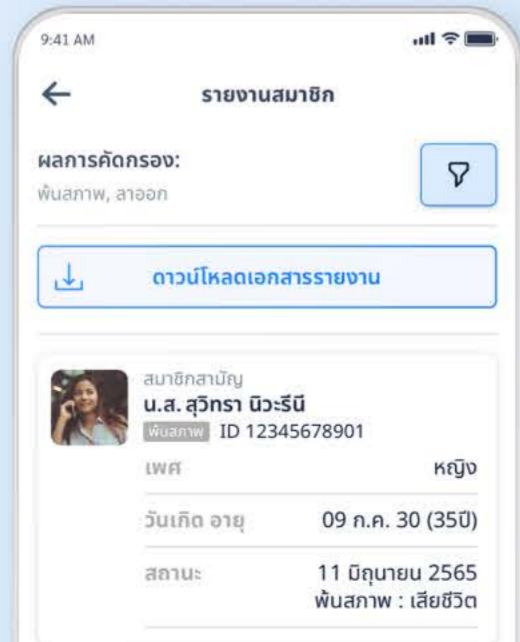 9:41 AM
รายงานสมาชิก
ผลการคัดกรอง:
พ้นสภาพ, ลาออก
ดาวน์โหลดเอกสารรายงาน
สมาชิกสามัญ
น.ส. สุวิทรา นิวะรีนี
พ้นสภาพ ID 12345678901
เพศ หญิง
วันเกิด อายุ 09 ก.ค. 30 (35ปี)
สถานะ 11 มิถุนายน 2565
พ้นสภาพ : เสียชีวิต